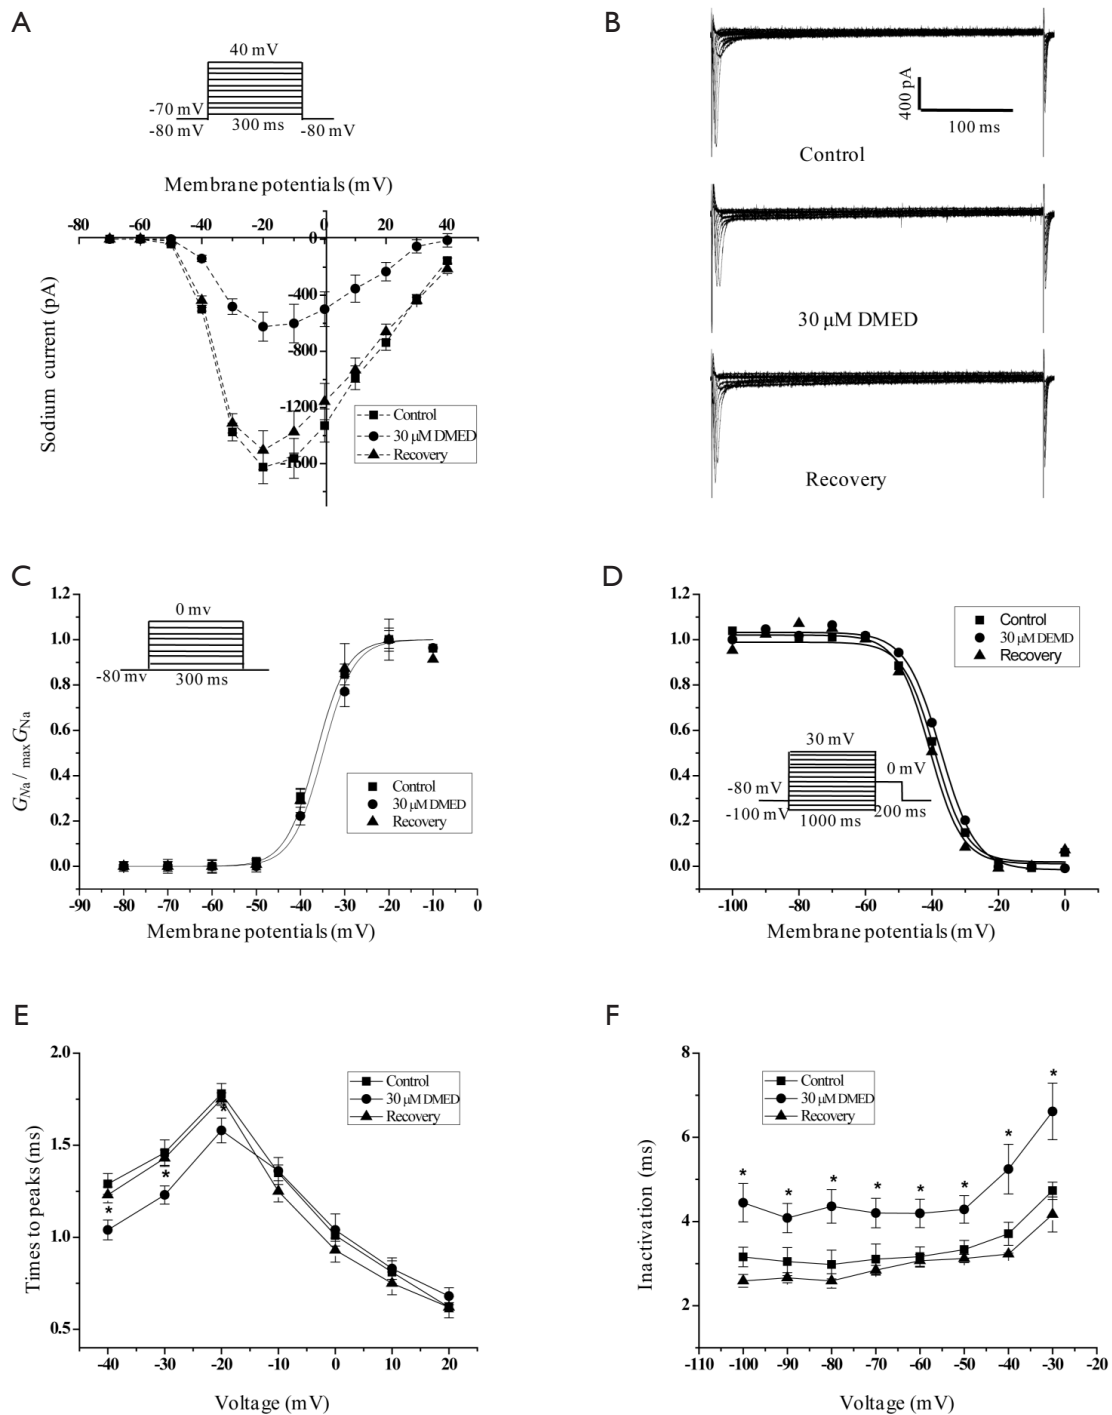 A
40 mV
-70 mV
-80 mV
300 ms
-80 mV
Membrane potentials (mV)
-80 -60 -40 -20 0 20 40
0
-400
-800
-1200
-1600
Sodium current (pA)
Control
30 µM DMED
Recovery
B
400 pA
100 ms
Control
30 µM DMED
Recovery
C
1.2
1.0
0.8
0.6
0.4
0.2
0.0
0 mv
-80 mv
300 ms
GNa / maxGNa
Control
30 µM DMED
Recovery
-90 -80 -70 -60 -50 -40 -30 -20 -10 0
Membrane potentials (mV)
D
1.2
1.0
0.8
0.6
0.4
0.2
0.0
Control
30 µM DEMD
Recovery
30 mV
0 mV
-80 mV
-100 mV
1000 ms
200 ms
-100 -80 -60 -40 -20 0
Membrane potentials (mV)
E
2.0
1.5
1.0
0.5
Times to peaks (ms)
Control
30 µM DMED
Recovery
*
*
*
-40 -30 -20 -10 0 10 20
Voltage (mV)
F
8
6
4
2
Inactivation (ms)
Control
30 µM DMED
Recovery
* * * * * * * *
-110 -100 -90 -80 -70 -60 -50 -40 -30 -20
Voltage (mV)